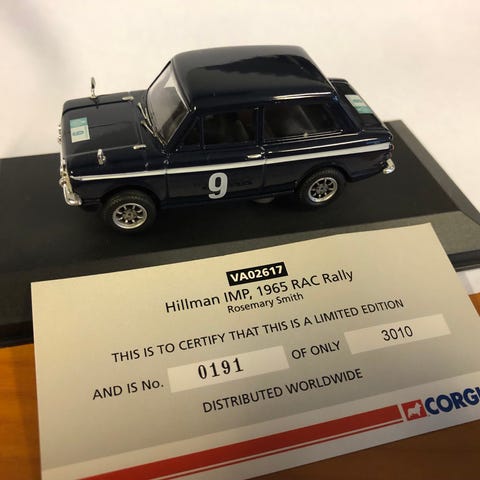 9
VA02617
Hillman IMP, 1965 RAC Rally
Rosemary Smith
THIS IS TO CERTIFY THAT THIS IS A LIMITED EDITION
AND IS No. 0191 OF ONLY 3010
DISTRIBUTED WORLDWIDE
CORGI